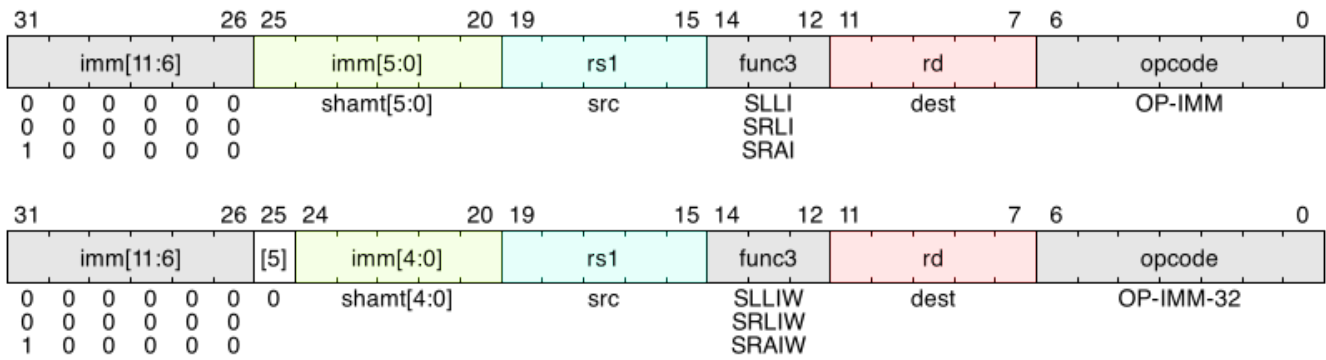 31 26 25 20 19 15 14 12 11 7 6 0
imm[11:6] imm[5:0] rs1 func3 rd opcode
0 0 0 0 0 0 shamt[5:0] src SLLI dest OP-IMM
0 0 0 0 0 0 SRLI
1 0 0 0 0 0 SRAI
31 26 25 24 20 19 15 14 12 11 7 6 0
imm[11:6] [5] imm[4:0] rs1 func3 rd opcode
0 0 0 0 0 0 0 shamt[4:0] src SLLIW dest OP-IMM-32
0 0 0 0 0 0 SRLIW
1 0 0 0 0 0 SRAIW